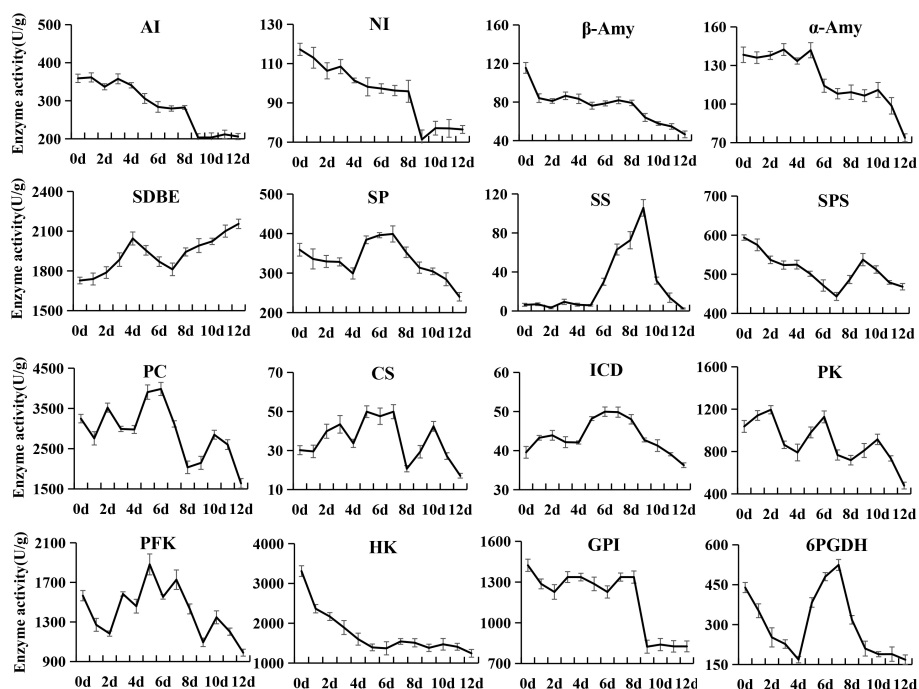 AI NI β-Amy α-Amy
Enzyme activity(U/g)
500 400 300 200
130 110 90 70
160 120 80 40
160 130 100 70
0d 2d 4d 6d 8d 10d 12d 0d 2d 4d 6d 8d 10d 12d 0d 2d 4d 6d 8d 10d 12d 0d 2d 4d 6d 8d 10d 12d
SDBE SP SS SPS
Enzyme activity(U/g)
2400 2100 1800 1500
500 400 300 200
120 80 40 0
700 600 500 400
0d 2d 4d 6d 8d 10d 12d 0d 2d 4d 6d 8d 10d 12d 0d 2d 4d 6d 8d 10d 12d 0d 2d 4d 6d 8d 10d 12d
PC CS ICD PK
Enzyme activity(U/g)
4500 3500 2500 1500
70 50 30 10
60 50 40 30
1600 1200 800 400
0d 2d 4d 6d 8d 10d 12d 0d 2d 4d 6d 8d 10d 12d 0d 2d 4d 6d 8d 10d 12d 0d 2d 4d 6d 8d 10d 12d
PFK HK GPI 6PGDH
Enzyme activity(U/g)
2100 1700 1300 900
4000 3000 2000 1000
1600 1300 1000 700
600 450 300 150
0d 2d 4d 6d 8d 10d 12d 0d 2d 4d 6d 8d 10d 12d 0d 2d 4d 6d 8d 10d 12d 0d 2d 4d 6d 8d 10d 12d